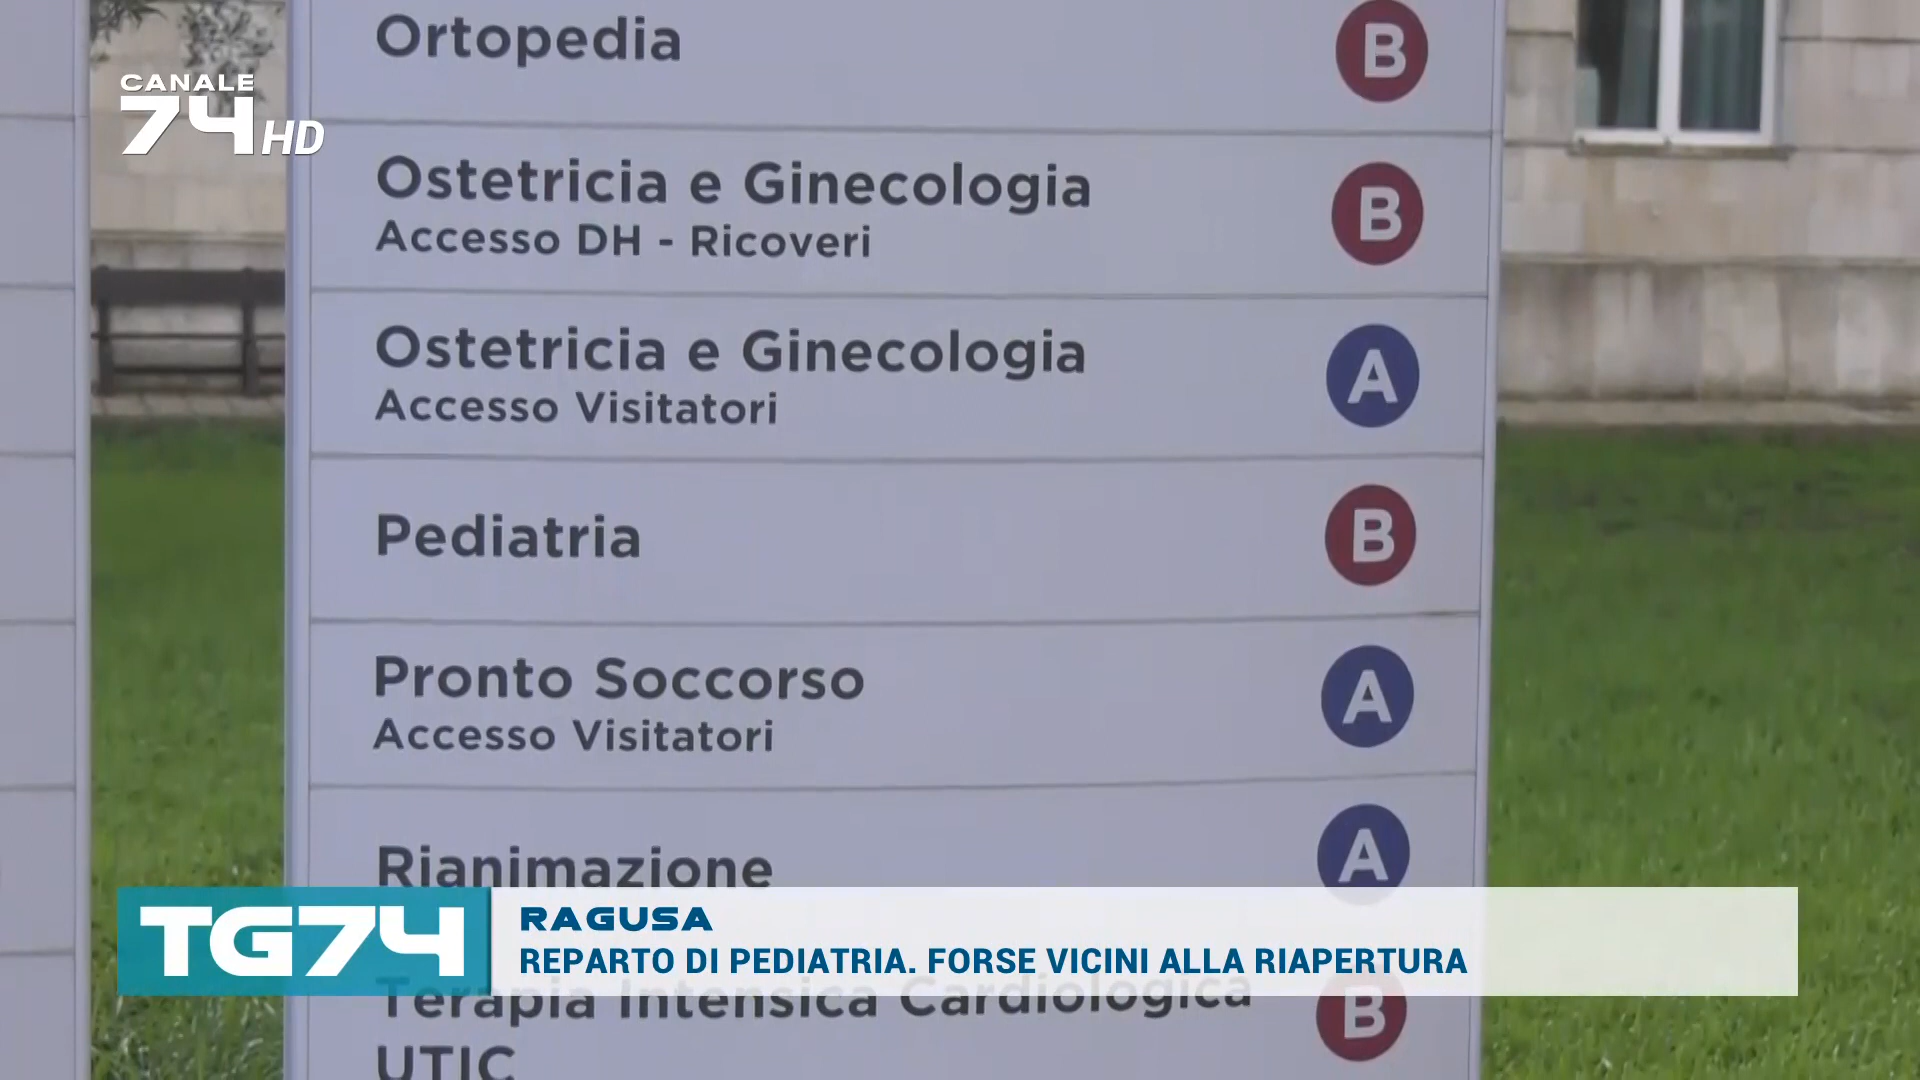 Ortopedia B
CANALE
74 HD
Ostetricia e Ginecologia B
Accesso DH - Ricoveri
Ostetricia e Ginecologia A
Accesso Visitatori
Pediatria B
Pronto Soccorso A
Accesso Visitatori
Rianimazione A
TG74
RAGUSA
REPARTO DI PEDIATRIA. FORSE VICINI ALLA RIAPERTURA
Terapia Intensica Cardiologica B
UTIC